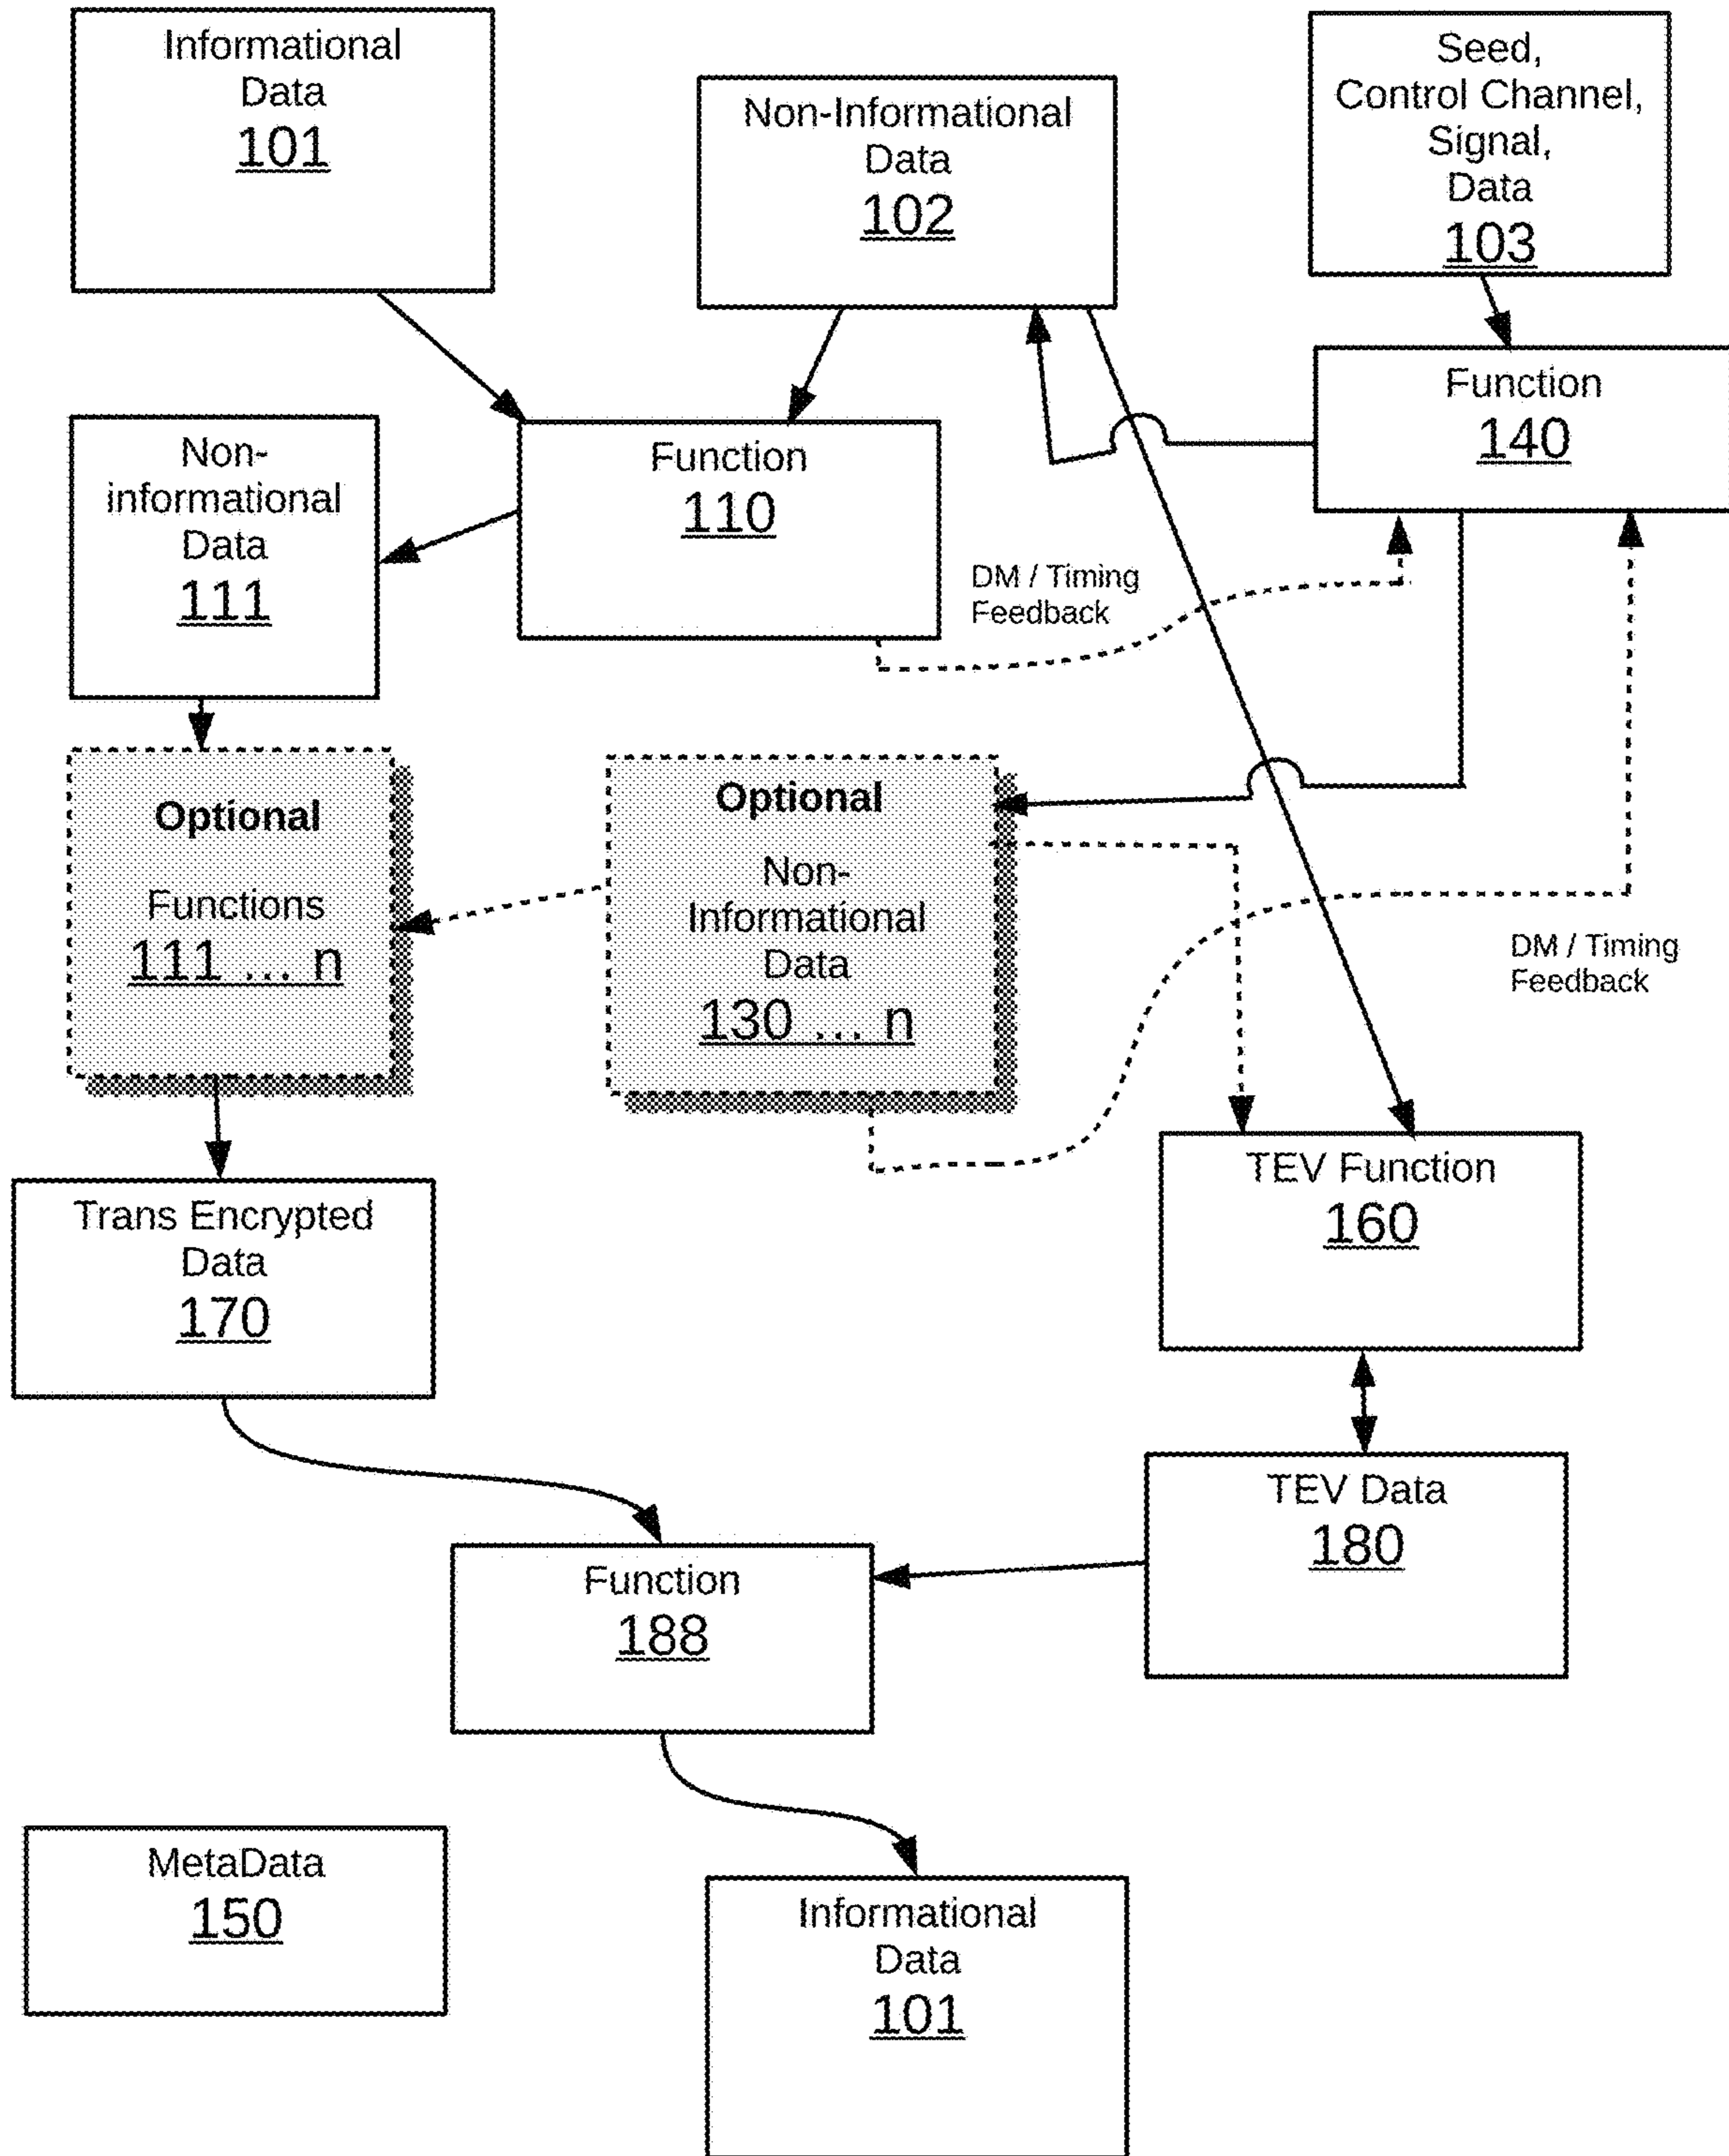 Informational
Data
101
Non-Informational
Data
102
Seed,
Control Channel,
Signal,
Data
103
Function
140
Non-
informational
Data
111
Function
110
DM / Timing
Feedback
Optional
Functions
111 ... n
Optional
Non-
Informational
Data
130 ... n
DM / Timing
Feedback
Trans Encrypted
Data
170
TEV Function
160
TEV Data
180
Function
188
MetaData
150
Informational
Data
101